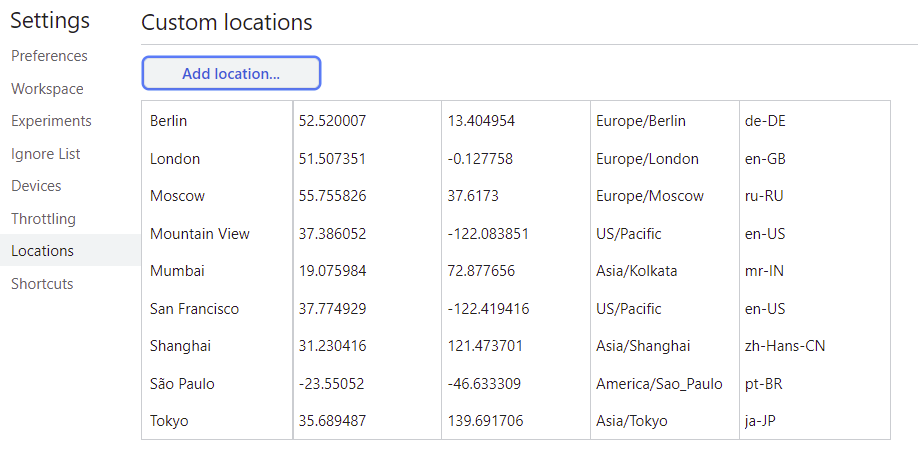 Settings
Preferences
Workspace
Experiments
Ignore List
Devices
Throttling
Locations
Shortcuts
Custom locations
Add location...
Berlin 52.520007 13.404954 Europe/Berlin de-DE
London 51.507351 -0.127758 Europe/London en-GB
Moscow 55.755826 37.6173 Europe/Moscow ru-RU
Mountain View 37.386052 -122.083851 US/Pacific en-US
Mumbai 19.075984 72.877656 Asia/Kolkata mr-IN
San Francisco 37.774929 -122.419416 US/Pacific en-US
Shanghai 31.230416 121.473701 Asia/Shanghai zh-Hans-CN
São Paulo -23.55052 -46.633309 America/Sao_Paulo pt-BR
Tokyo 35.689487 139.691706 Asia/Tokyo ja-JP